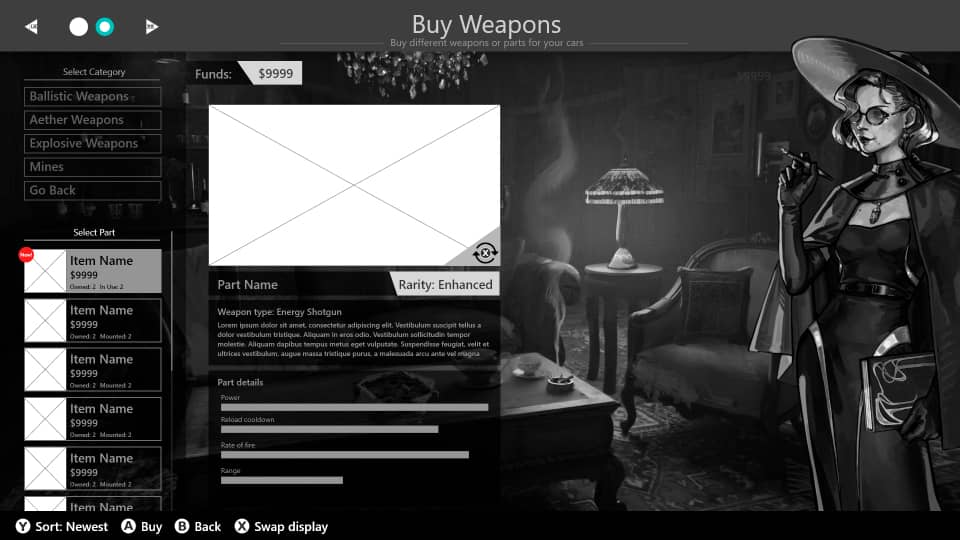 Buy Weapons
Buy different weapons or parts for your cars
Select Category
Ballistic Weapons
Aether Weapons
Explosive Weapons
Mines
Go Back
Funds: $9999
$9999
Select Part
New!
Item Name
$9999
Owned: 2 In Use: 2
Item Name
$9999
Owned: 2 Mounted: 2
Item Name
$9999
Owned: 2 Mounted: 2
Item Name
$9999
Owned: 2 Mounted: 2
Item Name
$9999
Owned: 2 Mounted: 2
Item Name
X
Part Name
Rarity: Enhanced
Weapon type: Energy Shotgun
Lorem ipsum dolor sit amet, consectetur adipiscing elit. Vestibulum suscipit tellus a
dolor vestibulum tristique. Aliquam in eros odio. Vestibulum sollicitudin tempor
molestie. Aliquam dapibus tempus metus eget vulputate. Suspendisse feugiat, velit et
ultrices vestibulum, augue massa tristique purus, a malesuada arcu ante vel magna
Part details
Power
Reload cooldown
Rate of fire
Range
Y Sort: Newest A Buy B Back X Swap display